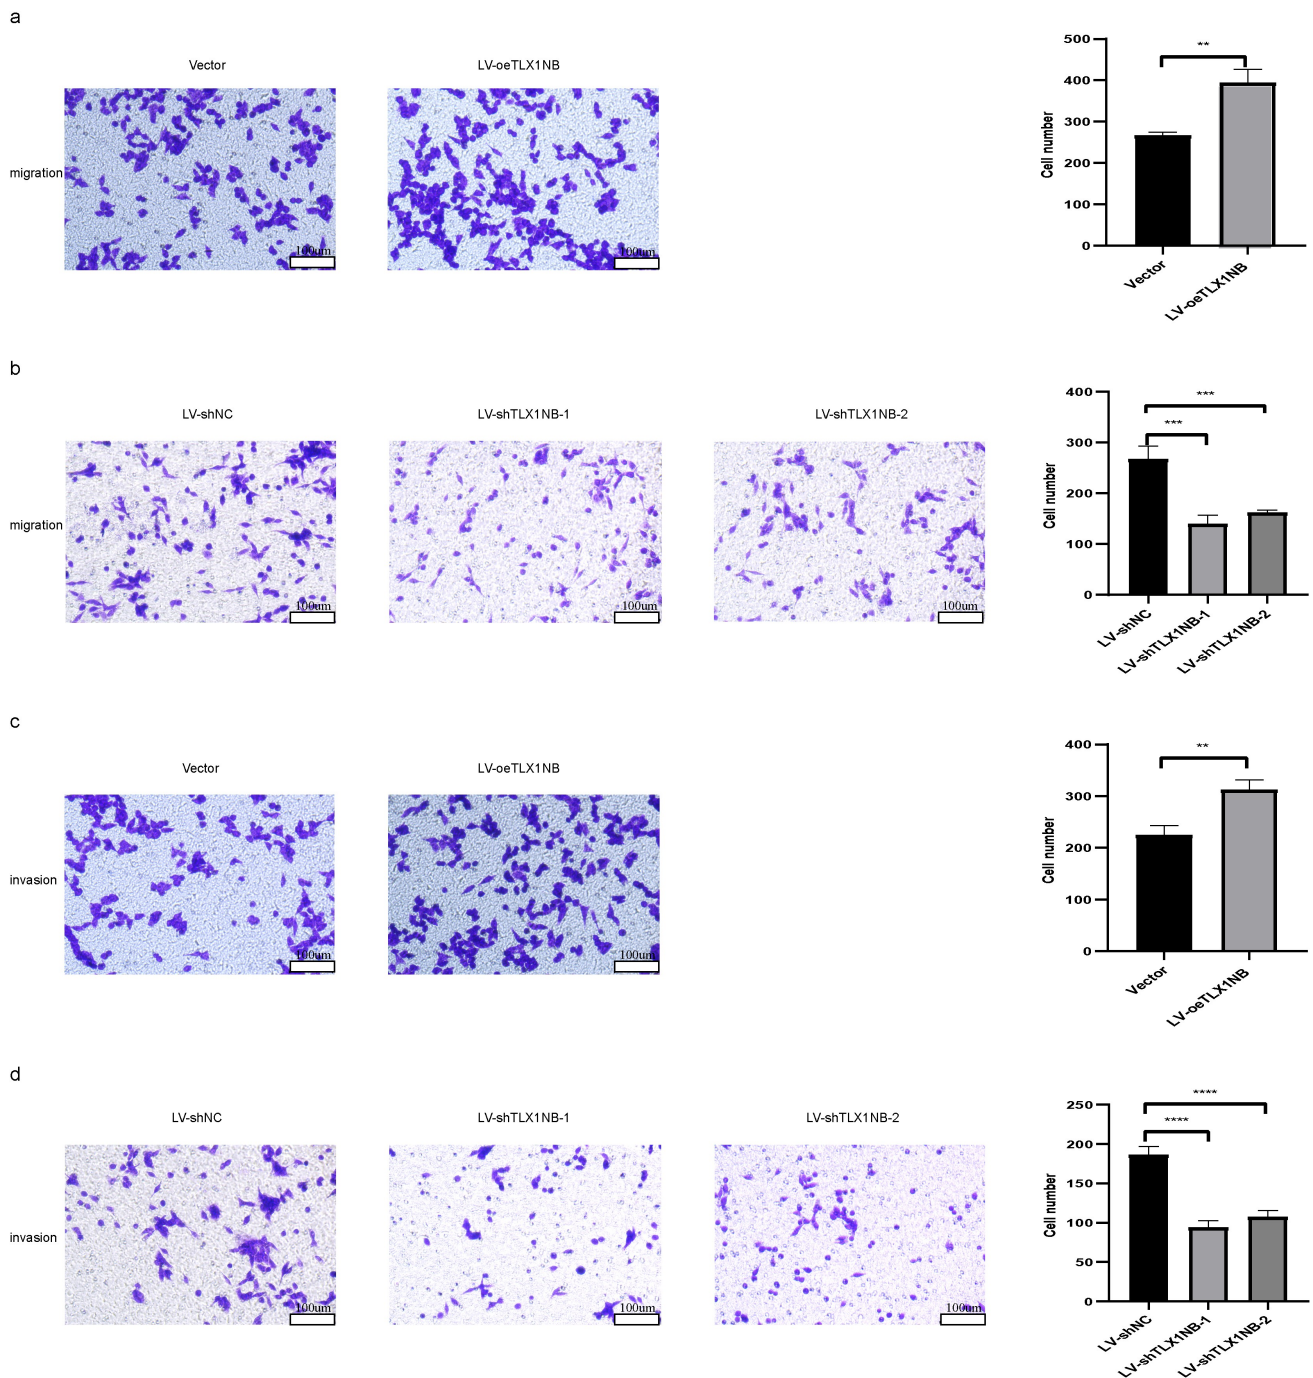 a
Vector
LV-oeTLX1NB
migration
100um
100um
500
400
300
200
100
0
Cell number
**
Vector
LV-oeTLX1NB
b
LV-shNC
LV-shTLX1NB-1
LV-shTLX1NB-2
migration
100um
100um
100um
400
300
200
100
0
Cell number
***
***
LV-shNC
LV-shTLX1NB-1
LV-shTLX1NB-2
c
Vector
LV-oeTLX1NB
invasion
100um
100um
400
300
200
100
0
Cell number
**
Vector
LV-oeTLX1NB
d
LV-shNC
LV-shTLX1NB-1
LV-shTLX1NB-2
invasion
100um
100um
100um
250
200
150
100
50
0
Cell number
****
****
LV-shNC
LV-shTLX1NB-1
LV-shTLX1NB-2